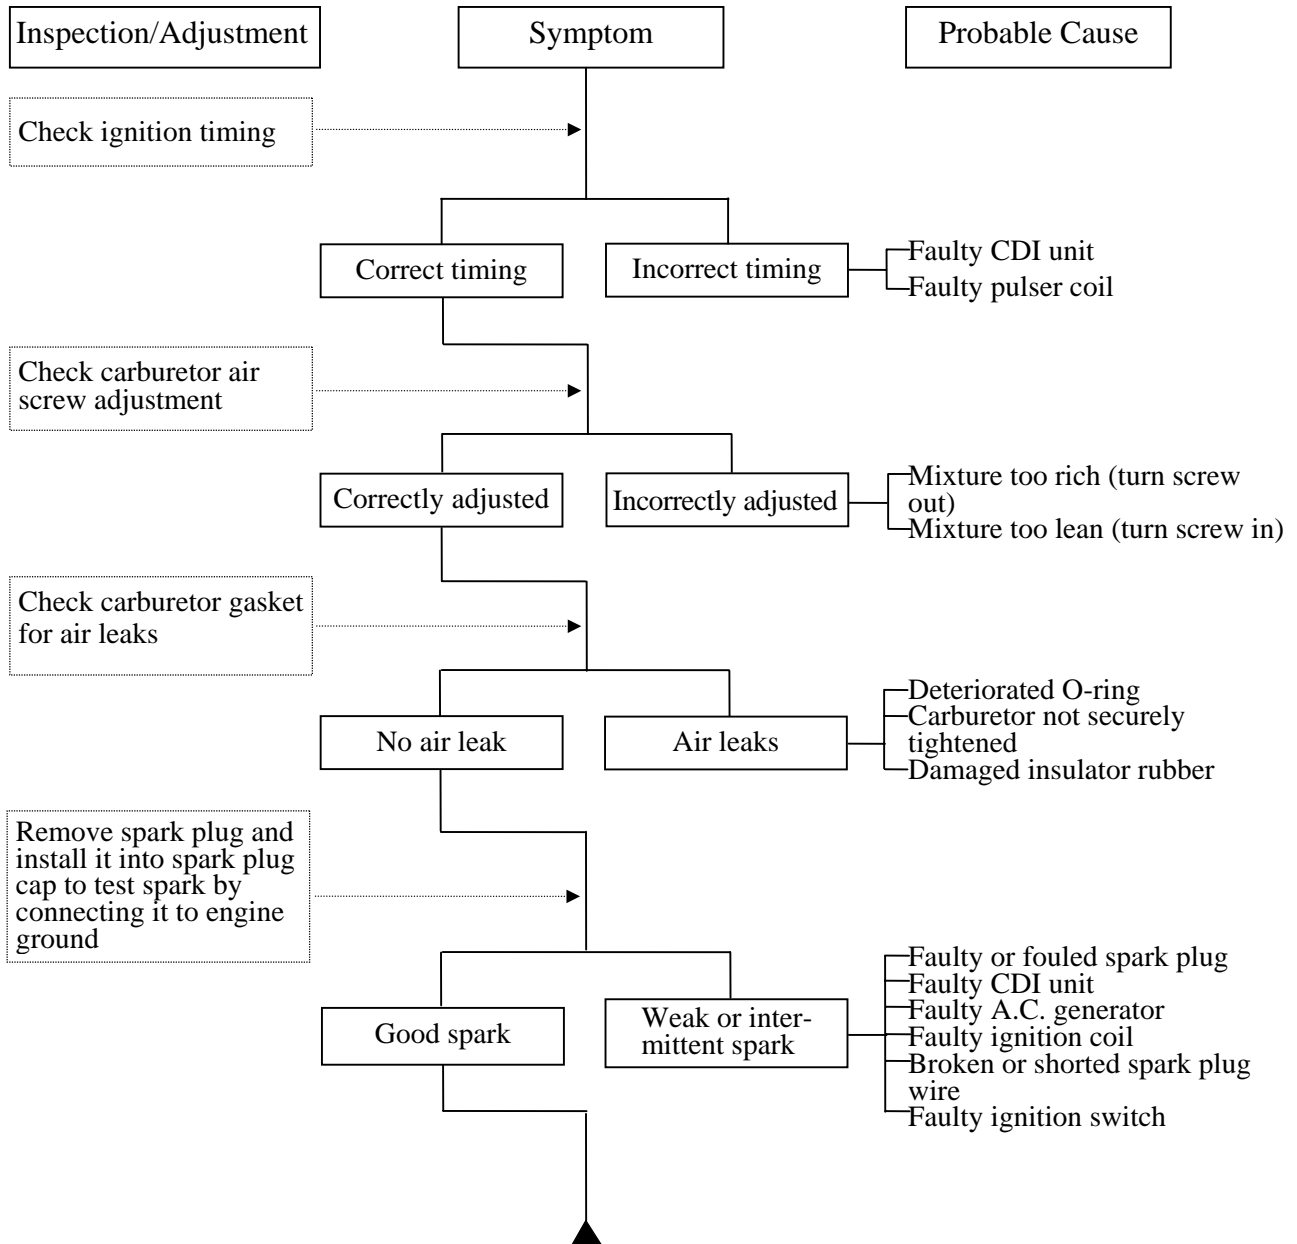 Inspection/Adjustment
Symptom
Probable Cause
Check ignition timing
Correct timing
Incorrect timing
Faulty CDI unit
Faulty pulser coil
Check carburetor air
screw adjustment
Correctly adjusted
Incorrectly adjusted
Mixture too rich (turn screw
out)
Mixture too lean (turn screw in)
Check carburetor gasket
for air leaks
No air leak
Air leaks
Deteriorated O-ring
Carburetor not securely
tightened
Damaged insulator rubber
Remove spark plug and
install it into spark plug
cap to test spark by
connecting it to engine
ground
Good spark
Weak or inter-
mittent spark
Faulty or fouled spark plug
Faulty CDI unit
Faulty A.C. generator
Faulty ignition coil
Broken or shorted spark plug
wire
Faulty ignition switch